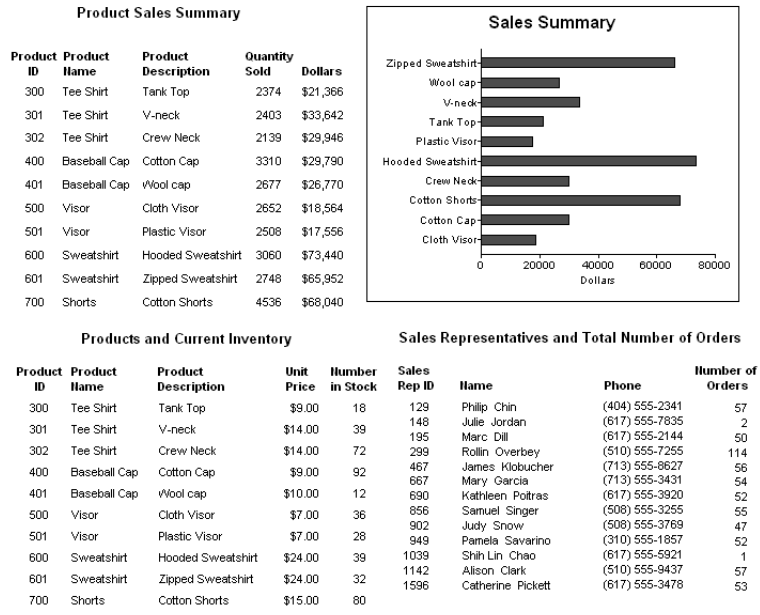 Product Sales Summary
Product Product Product Quantity
ID Name Description Sold Dollars
300 Tee Shirt Tank Top 2374 $21,366
301 Tee Shirt V-neck 2403 $33,642
302 Tee Shirt Crew Neck 2139 $29,946
400 Baseball Cap Cotton Cap 3310 $29,790
401 Baseball Cap Wool cap 2677 $26,770
500 Visor Cloth Visor 2652 $18,564
501 Visor Plastic Visor 2508 $17,556
600 Sweatshirt Hooded Sweatshirt 3060 $73,440
601 Sweatshirt Zipped Sweatshirt 2748 $65,952
700 Shorts Cotton Shorts 4536 $68,040
Sales Summary
Zipped Sweatshirt
Wool cap
V-neck
Tank Top
Plastic Visor
Hooded Sweatshirt
Crew Neck
Cotton Shorts
Cotton Cap
Cloth Visor
0 20000 40000 60000 80000
Dollars
Products and Current Inventory
Product Product Product Unit Number
ID Name Description Price in Stock
300 Tee Shirt Tank Top $9.00 18
301 Tee Shirt V-neck $14.00 39
302 Tee Shirt Crew Neck $14.00 72
400 Baseball Cap Cotton Cap $9.00 92
401 Baseball Cap Wool cap $10.00 12
500 Visor Cloth Visor $7.00 36
501 Visor Plastic Visor $7.00 28
600 Sweatshirt Hooded Sweatshirt $24.00 39
601 Sweatshirt Zipped Sweatshirt $24.00 32
700 Shorts Cotton Shorts $15.00 80
Sales Representatives and Total Number of Orders
Sales Number of
Rep ID Name Phone Orders
129 Philip Chin (404) 555-2341 57
148 Julie Jordan (617) 555-7835 2
195 Marc Dill (617) 555-2144 50
299 Rollin Overbey (510) 555-7255 114
467 James Klobucher (713) 555-8627 56
667 Mary Garcia (713) 555-3431 54
690 Kathleen Poitras (617) 555-3920 52
856 Samuel Singer (508) 555-3255 55
902 Judy Snow (508) 555-3769 47
949 Pamela Savarino (310) 555-1857 52
1039 Shih Lin Chao (617) 555-5921 1
1142 Alison Clark (510) 555-9437 57
1596 Catherine Pickett (617) 555-3478 53